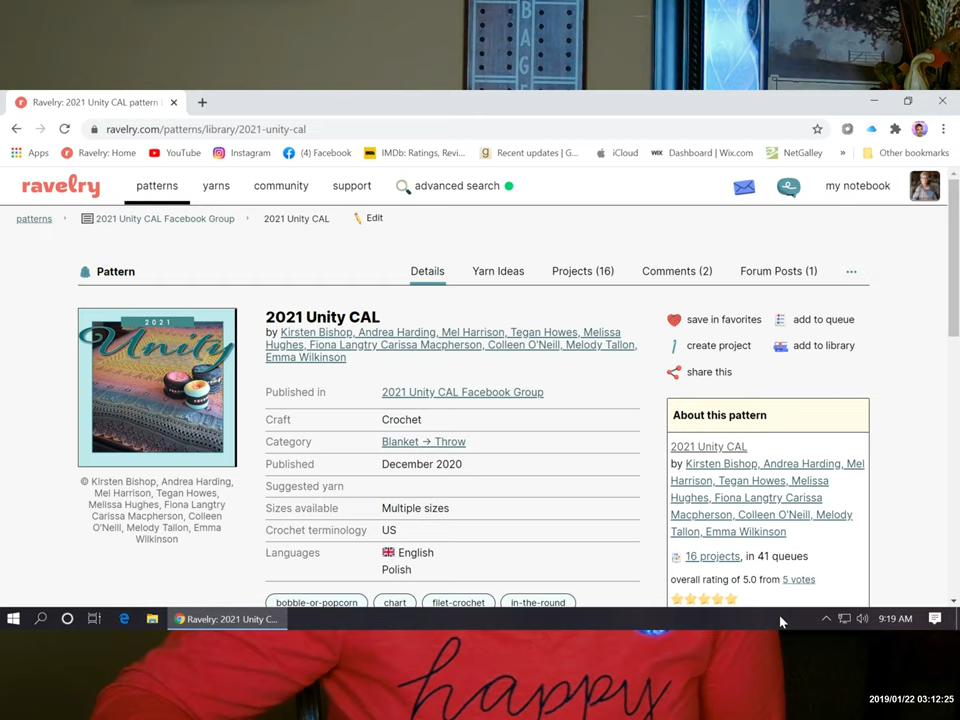 BAG
Ravelry: 2021 Unity CAL pattern
ravelry.com/patterns/library/2021-unity-cal
Apps Ravelry: Home YouTube Instagram (4) Facebook IMDb: Ratings, Revi... Recent updates | G... iCloud WIX Dashboard | Wix.com NetGalley » Other bookmarks
ravelry patterns yarns community support advanced search my notebook
patterns 2021 Unity CAL Facebook Group 2021 Unity CAL Edit
Pattern Details Yarn Ideas Projects (16) Comments (2) Forum Posts (1) ...
2021
Unity
© Kirsten Bishop, Andrea Harding,
Mel Harrison, Tegan Howes,
Melissa Hughes, Fiona Langtry
Carissa Macpherson, Colleen
O'Neill, Melody Tallon, Emma
Wilkinson
2021 Unity CAL
by Kirsten Bishop, Andrea Harding, Mel Harrison, Tegan Howes, Melissa
Hughes, Fiona Langtry Carissa Macpherson, Colleen O'Neill, Melody Tallon,
Emma Wilkinson
Published in 2021 Unity CAL Facebook Group
Craft Crochet
Category Blanket → Throw
Published December 2020
Suggested yarn
Sizes available Multiple sizes
Crochet terminology US
Languages English
Polish
bobble-or-popcorn chart filet-crochet in-the-round
save in favorites add to queue
create project add to library
share this
About this pattern
2021 Unity CAL
by Kirsten Bishop, Andrea Harding, Mel
Harrison, Tegan Howes, Melissa
Hughes, Fiona Langtry Carissa
Macpherson, Colleen O'Neill, Melody
Tallon, Emma Wilkinson
16 projects, in 41 queues
overall rating of 5.0 from 5 votes
Ravelry: 2021 Unity C...
9:19 AM
happy
2019/01/22 03:12:25